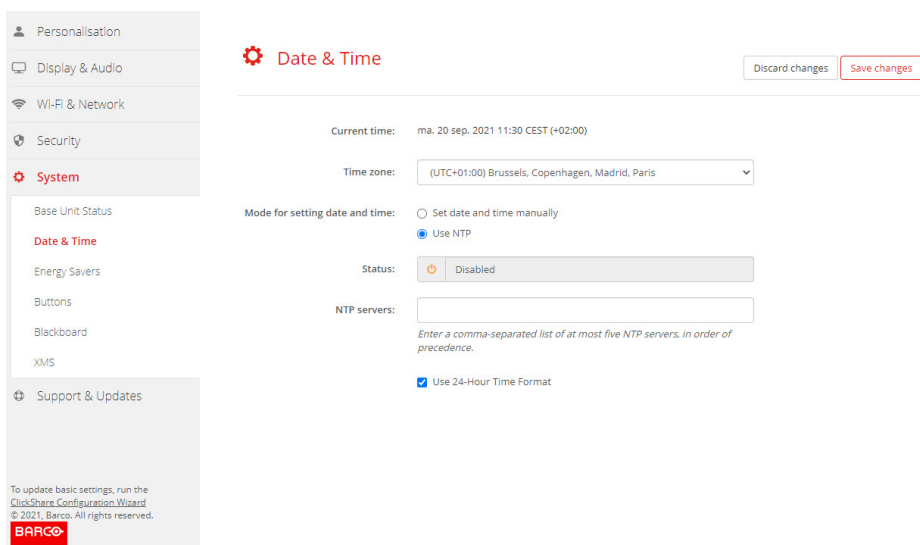 Personalisation
Display & Audio
Wi-Fi & Network
Security
System
Base Unit Status
Date & Time
Energy Savers
Buttons
Blackboard
XMS
Support & Updates
To update basic settings, run the
ClickShare Configuration Wizard
© 2021, Barco. All rights reserved.
BARCO
Date & Time
Discard changes
Save changes
Current time: ma. 20 sep. 2021 11:30 CEST (+02:00)
Time zone: (UTC+01:00) Brussels, Copenhagen, Madrid, Paris
Mode for setting date and time: Set date and time manually
Use NTP
Status: Disabled
NTP servers:
Enter a comma-separated list of at most five NTP servers, in order of
precedence.
Use 24-Hour Time Format